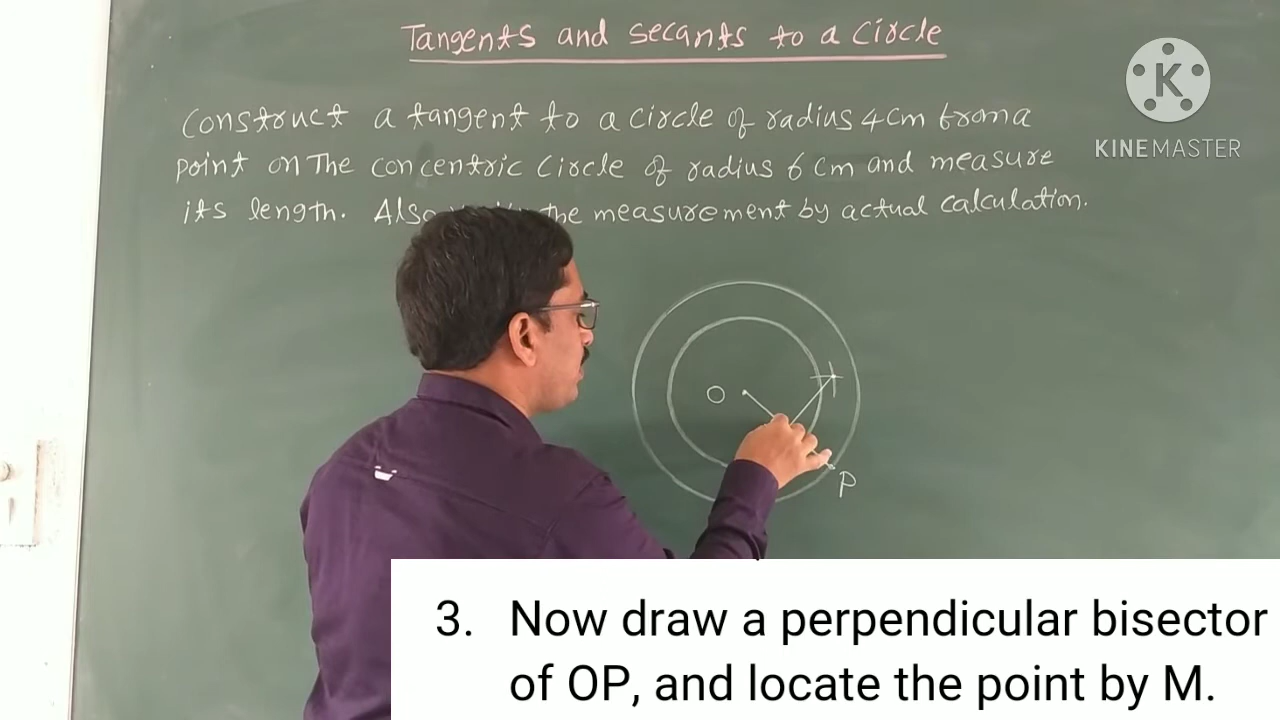 Tangents and secants to a circle
Construct a tangent to a circle of radius 4cm from a
point on The concentric circle of radius 6 cm and measure
its length. Also the measurement by actual calculation.
K
KINEMASTER
O
P
3. Now draw a perpendicular bisector
of OP, and locate the point by M.